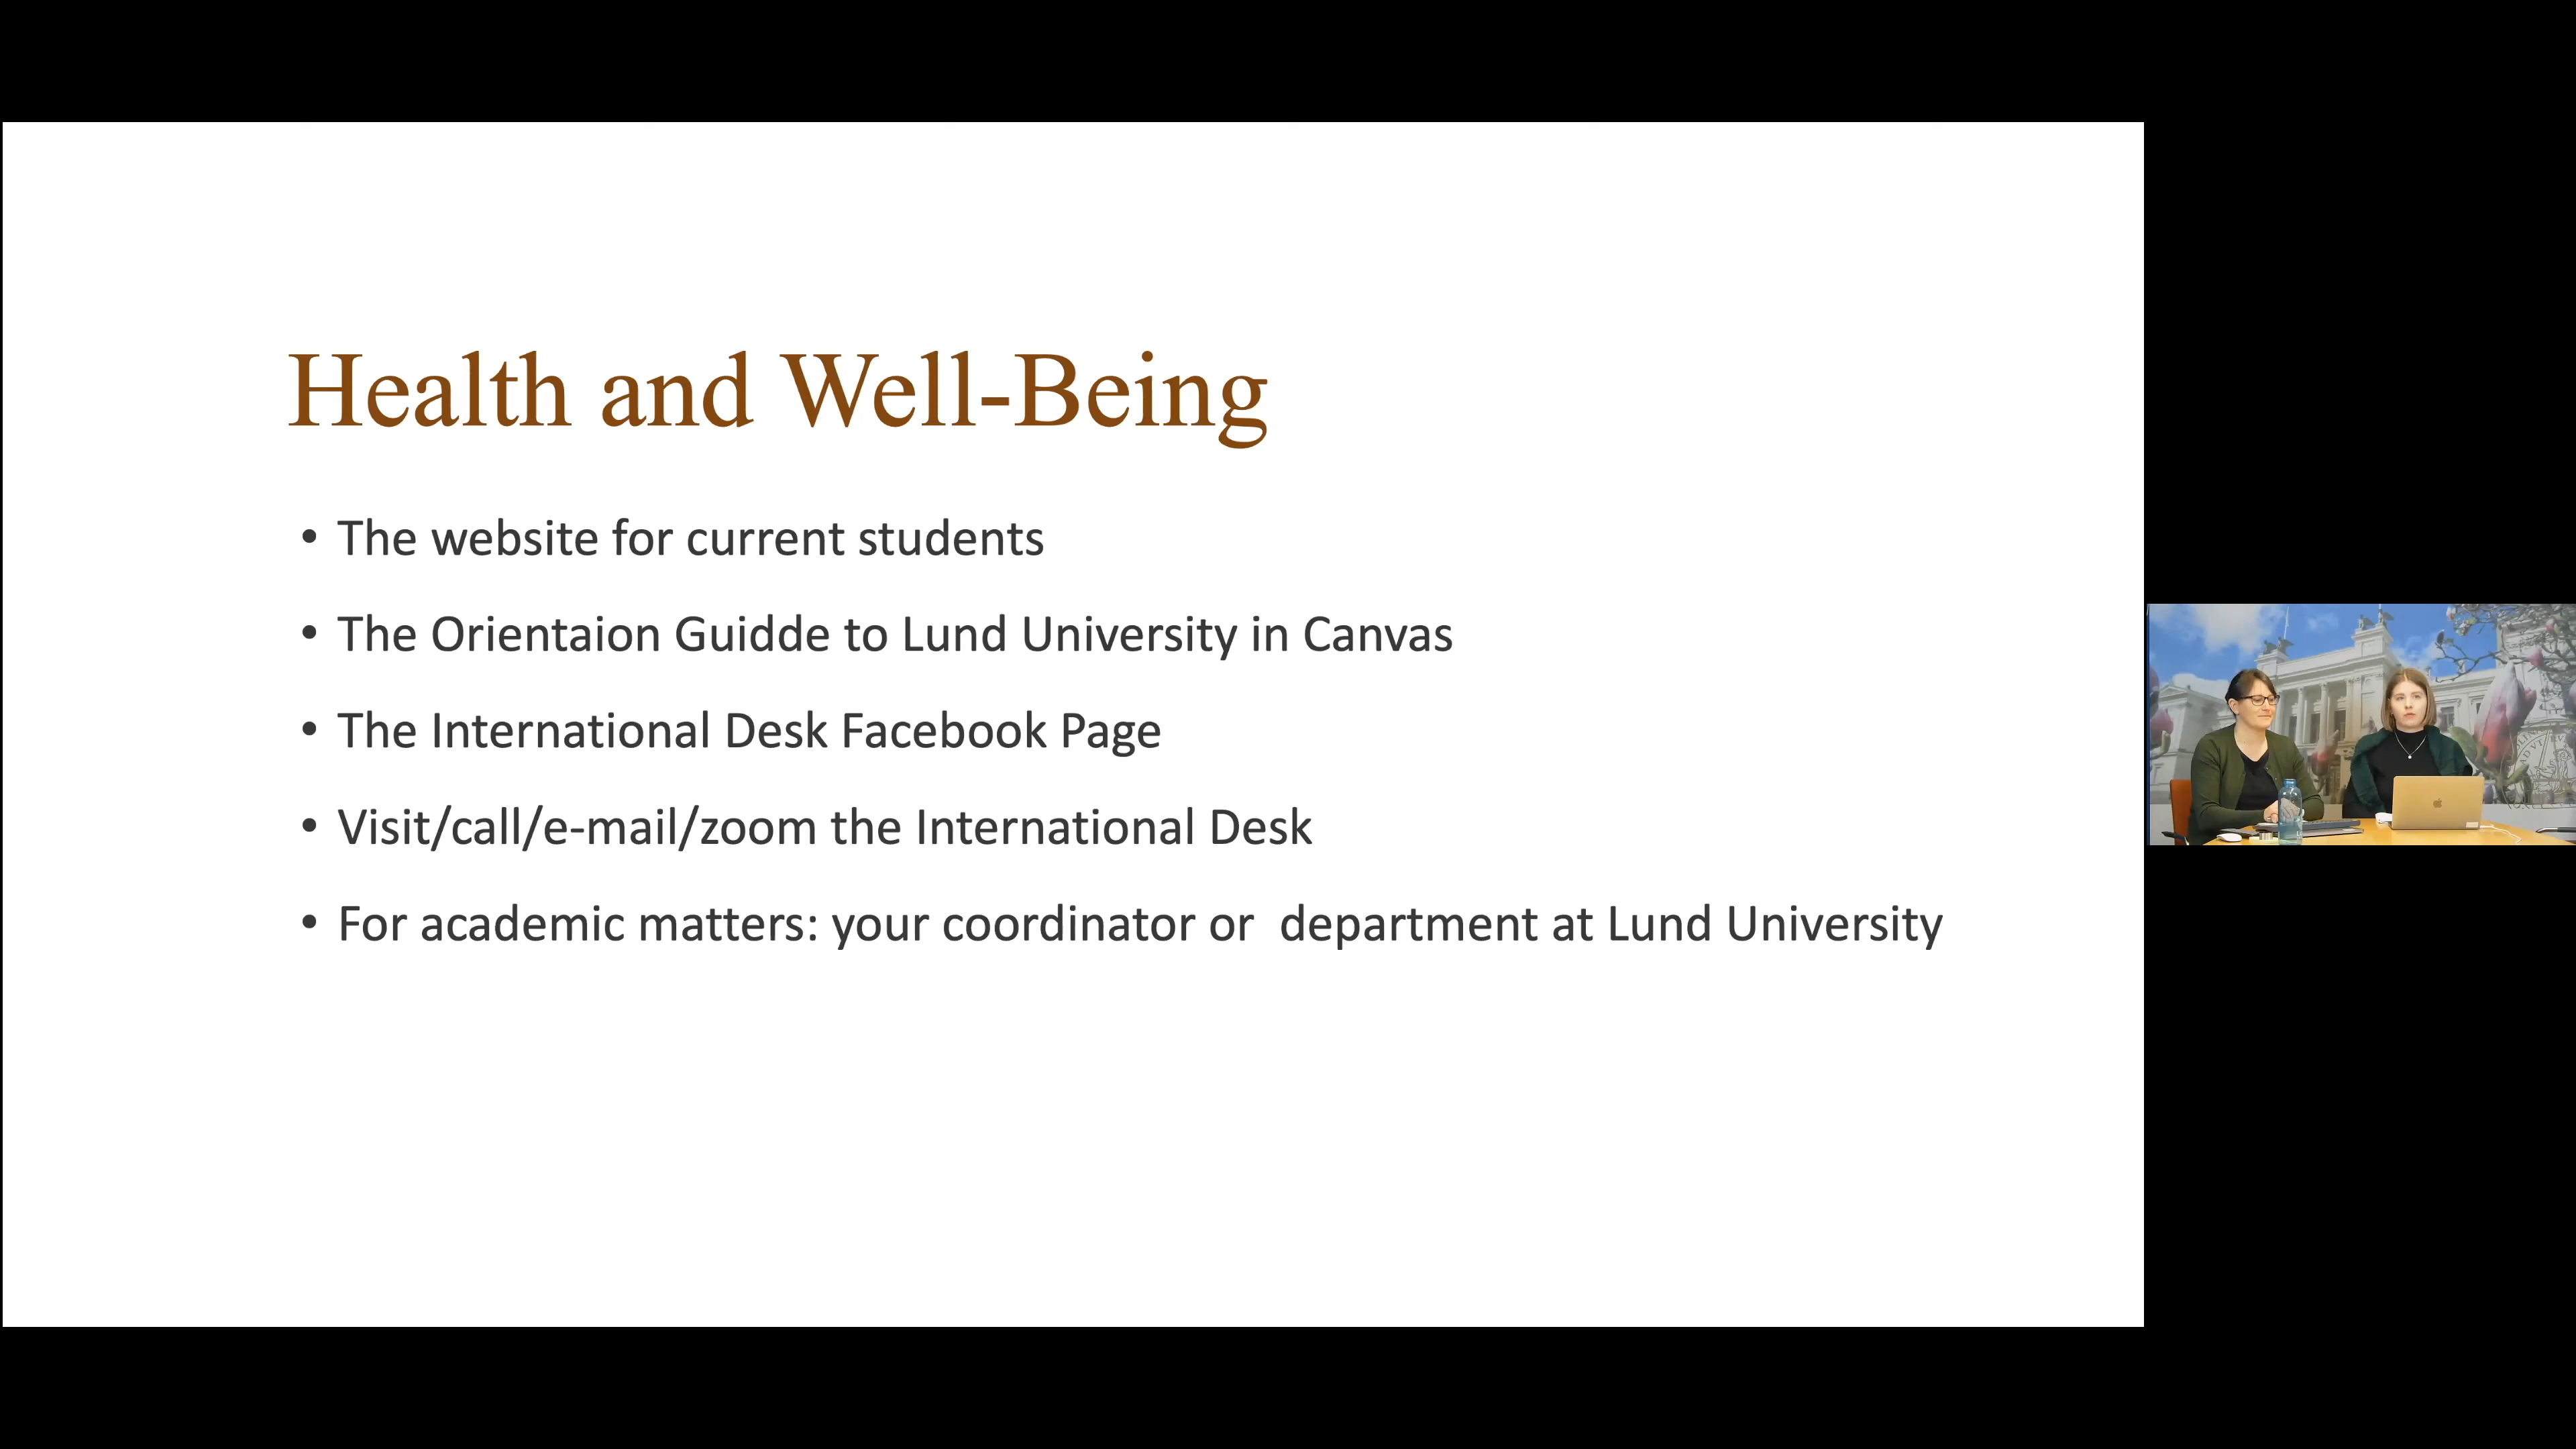 Health and Well-Being
• The website for current students
• The Orientaion Guidde to Lund University in Canvas
• The International Desk Facebook Page
• Visit/call/e-mail/zoom the International Desk
• For academic matters: your coordinator or  department at Lund University